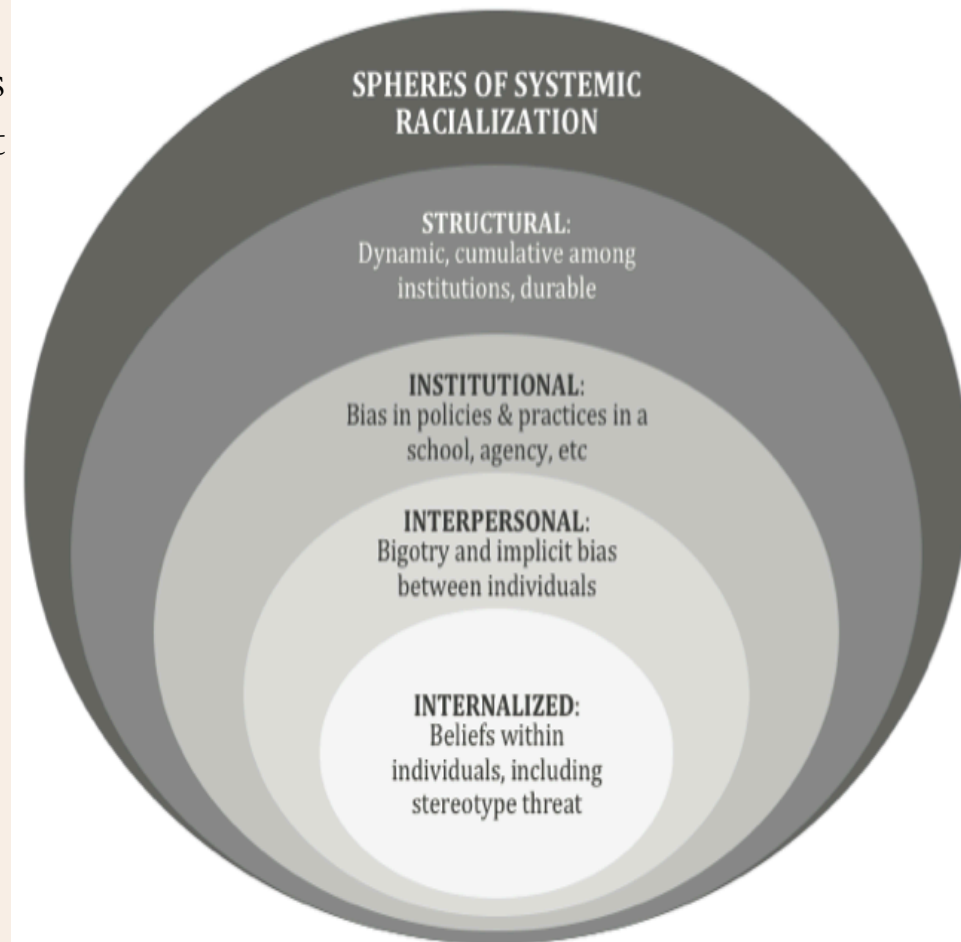 s
t
SPHERES OF SYSTEMIC
RACIALIZATION
STRUCTURAL:
Dynamic, cumulative among
institutions, durable
INSTITUTIONAL:
Bias in policies & practices in a
school, agency, etc
INTERPERSONAL:
Bigotry and implicit bias
between individuals
INTERNALIZED:
Beliefs within
individuals, including
stereotype threat